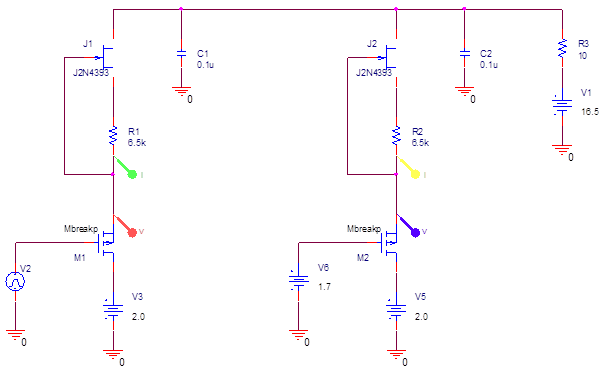 J1
J2N4393
C1
0.1u
0
J2
J2N4393
C2
0.1u
0
R3
10
V1
16.5
0
R1
6.5k
R2
6.5k
I
I
Mbreakp
M1
V
Mbreakp
M2
V
V2
0
V3
2.0
0
V6
1.7
0
V5
2.0
0